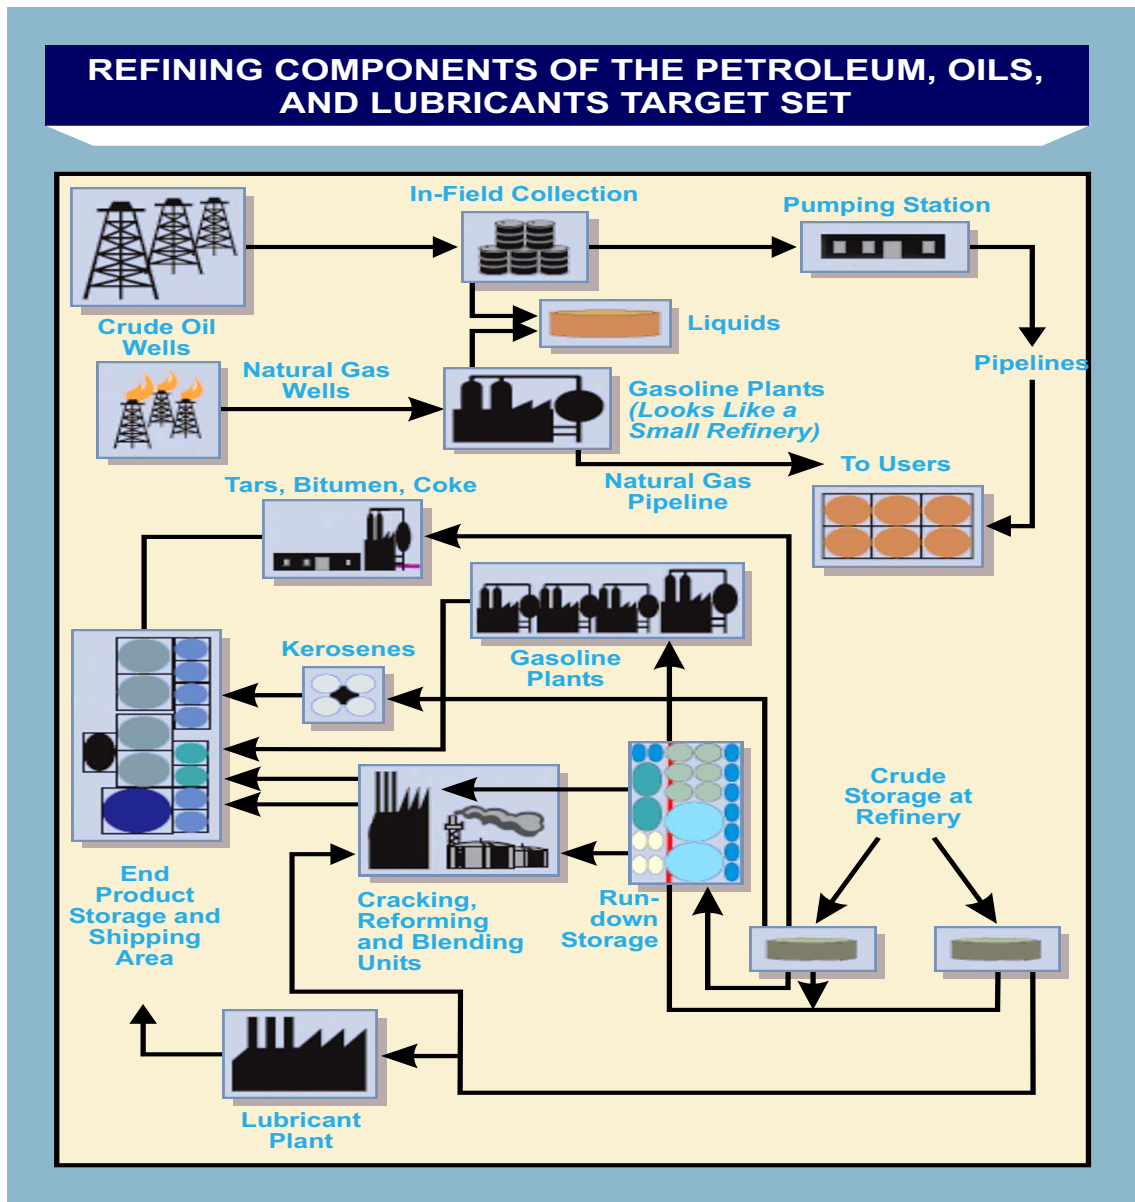 REFINING COMPONENTS OF THE PETROLEUM, OILS,
AND LUBRICANTS TARGET SET
In-Field Collection
Pumping Station
Crude Oil
Wells
Liquids
Pipelines
Natural Gas
Wells
Gasoline Plants
(Looks Like a
Small Refinery)
To Users
Natural Gas
Pipeline
Tars, Bitumen, Coke
Kerosenes
Gasoline
Plants
Crude
Storage at
Refinery
End
Product
Storage and
Shipping
Area
Cracking,
Reforming
and Blending
Units
Run-
down
Storage
Lubricant
Plant